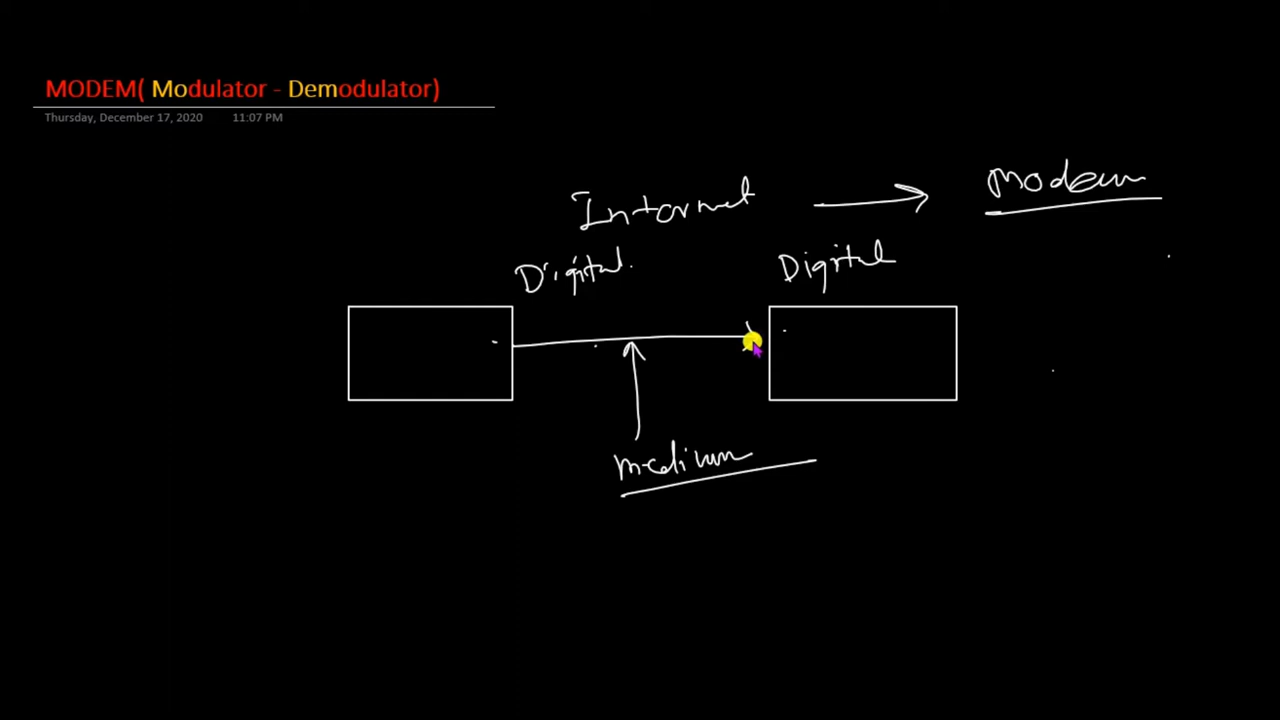 MODEM( Modulator - Demodulator)
Thursday, December 17, 2020 11:07 PM
Internet → Modem
Digital Digital
medium